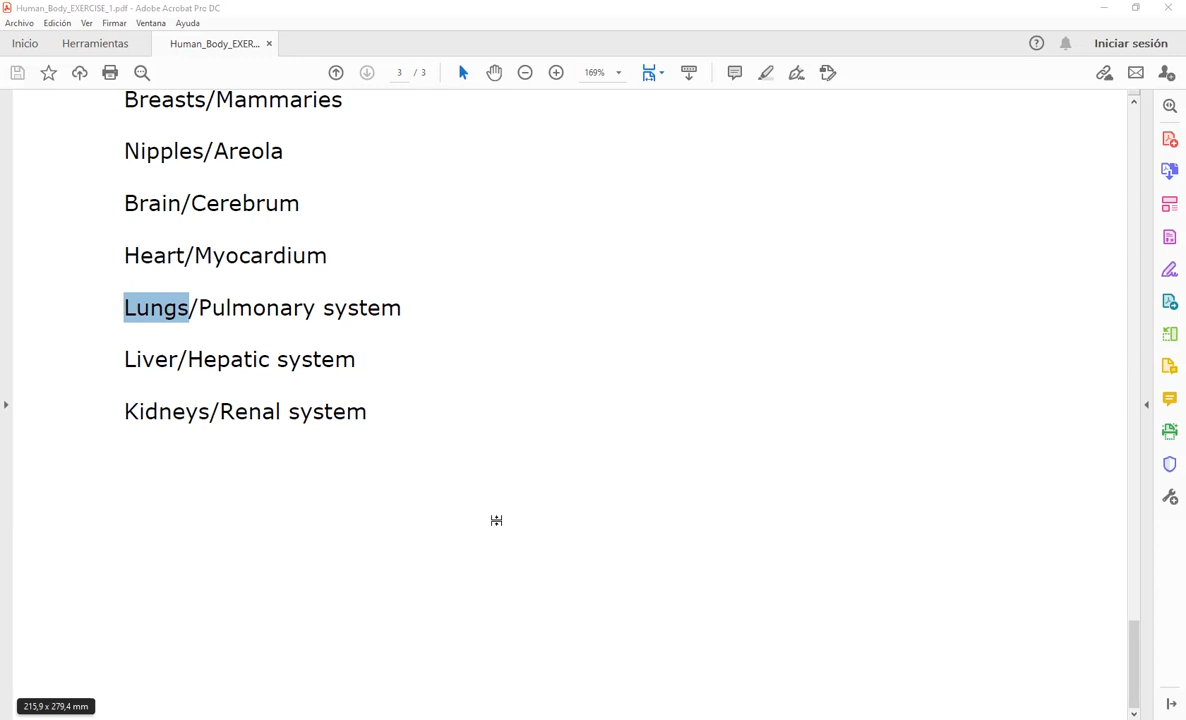 Human_Body_EXERCISE_1.pdf - Adobe Acrobat Pro DC
Archivo Edición Ver Firmar Ventana Ayuda
Inicio Herramientas Human_Body_EXER... × Iniciar sesión
3 / 3 169%
Breasts/Mammaries
Nipples/Areola
Brain/Cerebrum
Heart/Myocardium
Lungs/Pulmonary system
Liver/Hepatic system
Kidneys/Renal system
215,9 x 279,4 mm